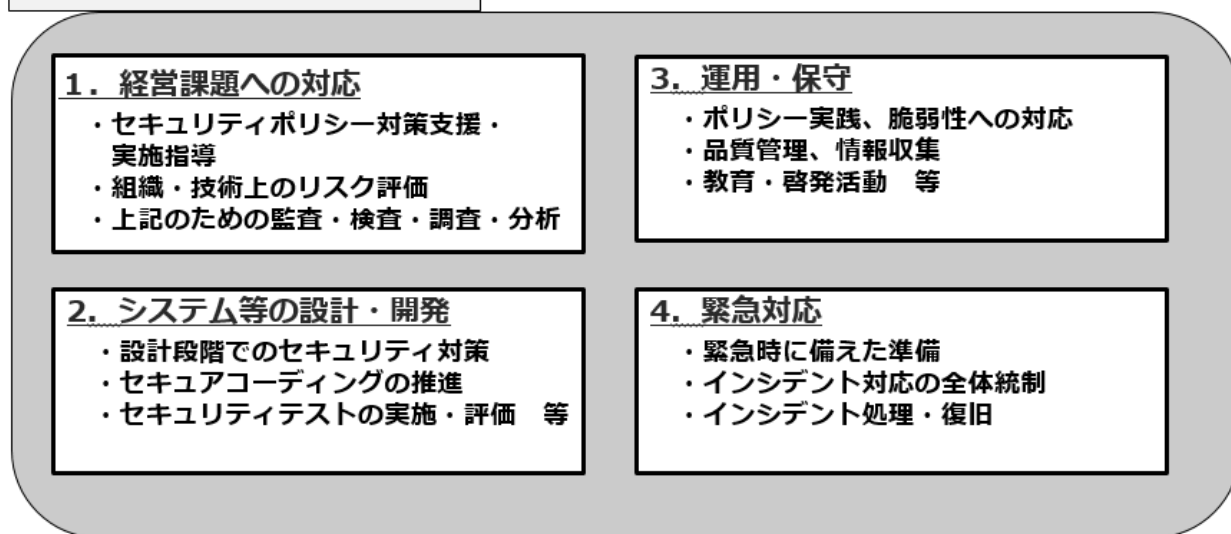 １．経営課題への対応
・セキュリティポリシー対策支援・
実施指導
・組織・技術上のリスク評価
・上記のための監査・検査・調査・分析
２．システム等の設計・開発
・設計段階でのセキュリティ対策
・セキュアコーディングの推進
・セキュリティテストの実施・評価　等
３．運用・保守
・ポリシー実践、脆弱性への対応
・品質管理、情報収集
・教育・啓発活動　等
４．緊急対応
・緊急時に備えた準備
・インシデント対応の全体統制
・インシデント処理・復旧